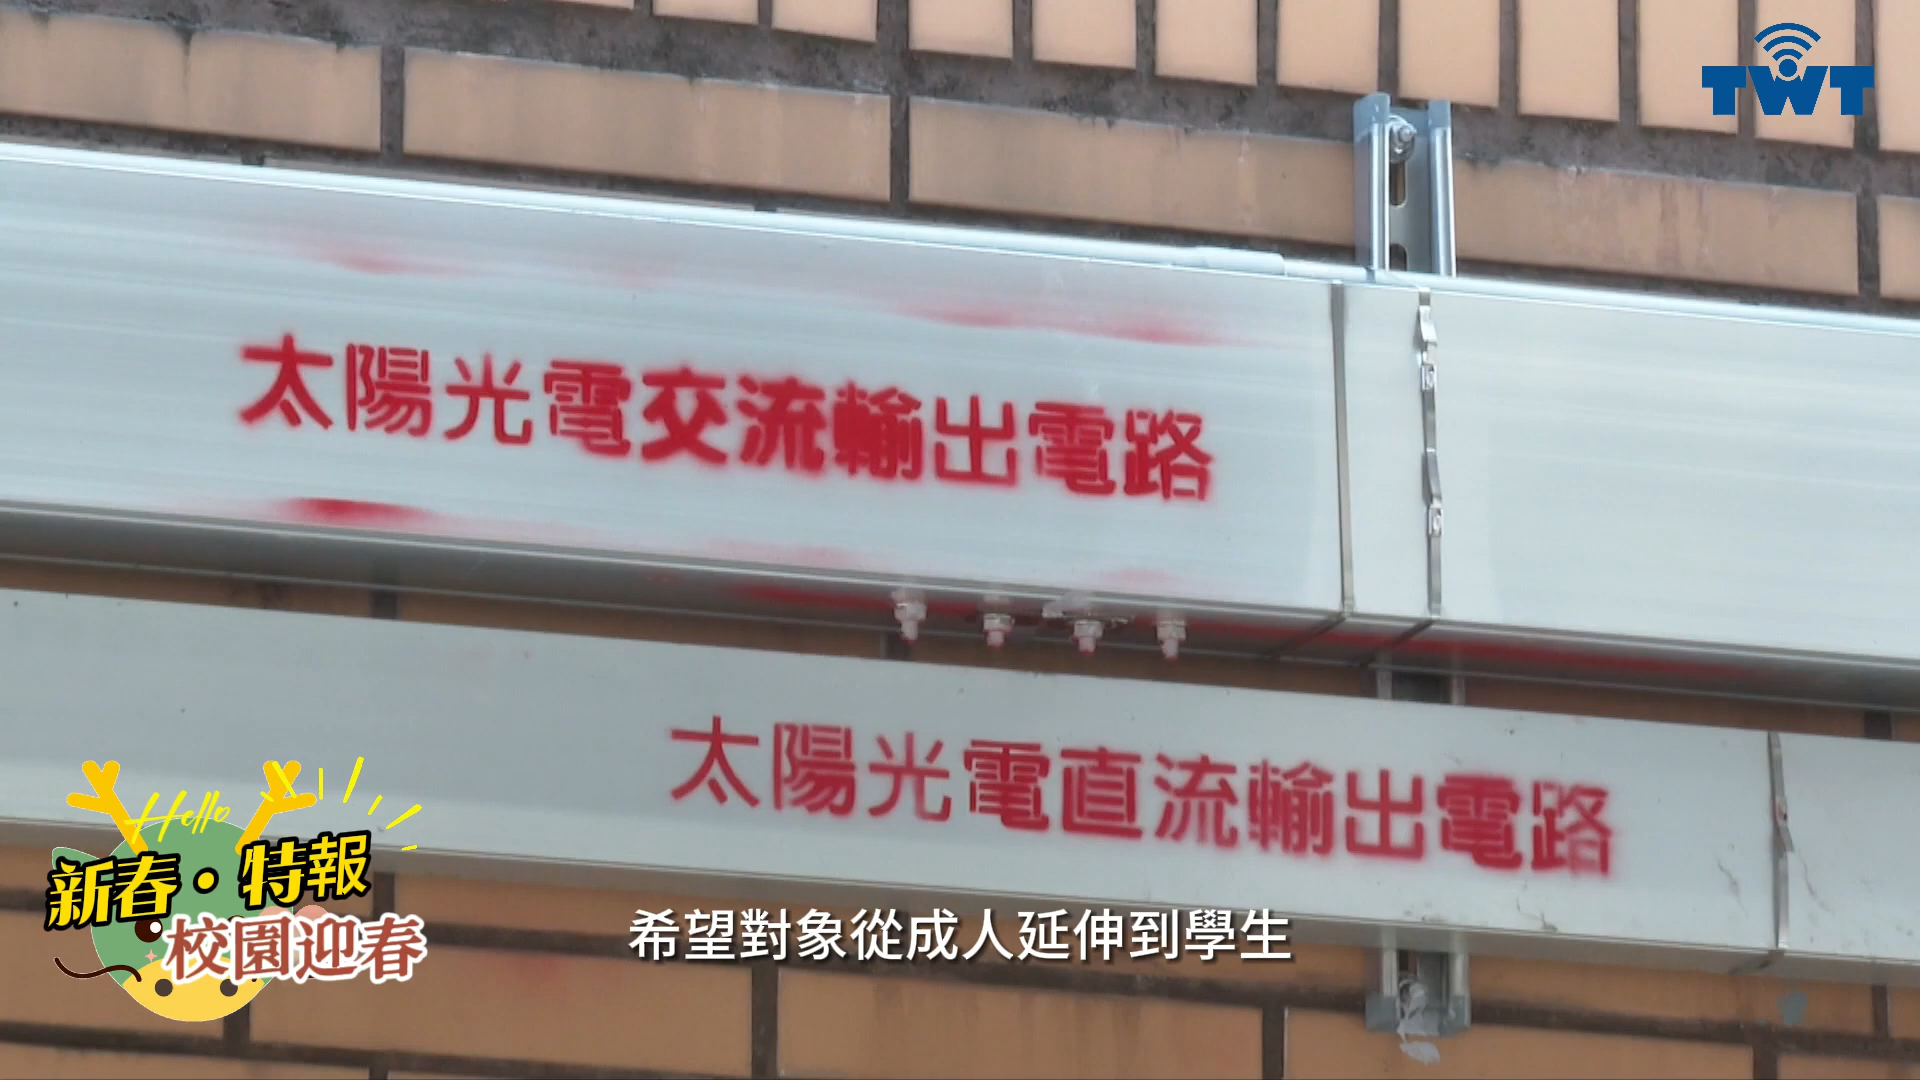 TWT
太陽光電交流輸出電路
太陽光電直流輸出電路
Hello
新春・特報
校園迎春
希望對象從成人延伸到學生